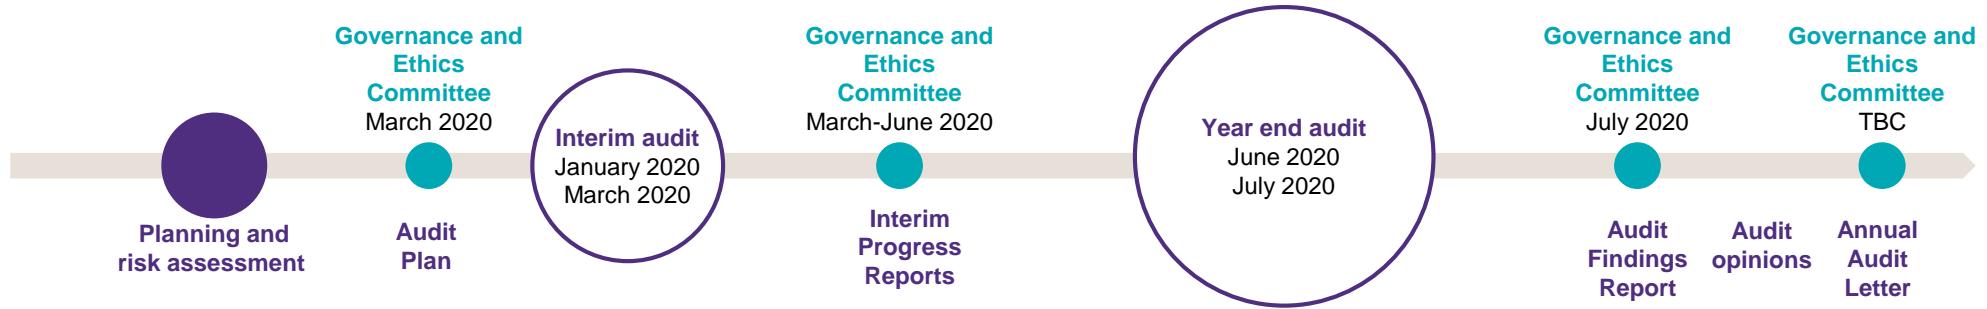 Planning and
risk assessment
Governance and
Ethics
Committee
March 2020
Audit
Plan
Interim audit
January 2020
March 2020
Governance and
Ethics
Committee
March-June 2020
Interim
Progress
Reports
Year end audit
June 2020
July 2020
Governance and
Ethics
Committee
July 2020
Audit
Findings
Report
Audit
opinions
Governance and
Ethics
Committee
TBC
Annual
Audit
Letter